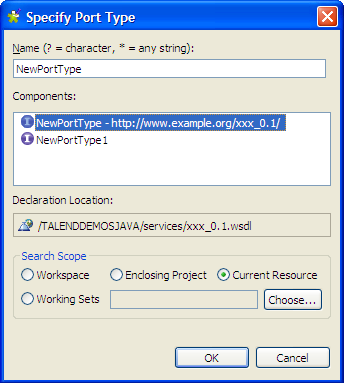 Specify Port Type
Name (? = character, * = any string):
NewPortType
Components:
NewPortType - http://www.example.org/xxx_0.1/
NewPortType1
Declaration Location:
/TALENDDEMOSJAVA/services/xxx_0.1.wsdl
Search Scope
Workspace Enclosing Project Current Resource
Working Sets Choose...
OK Cancel